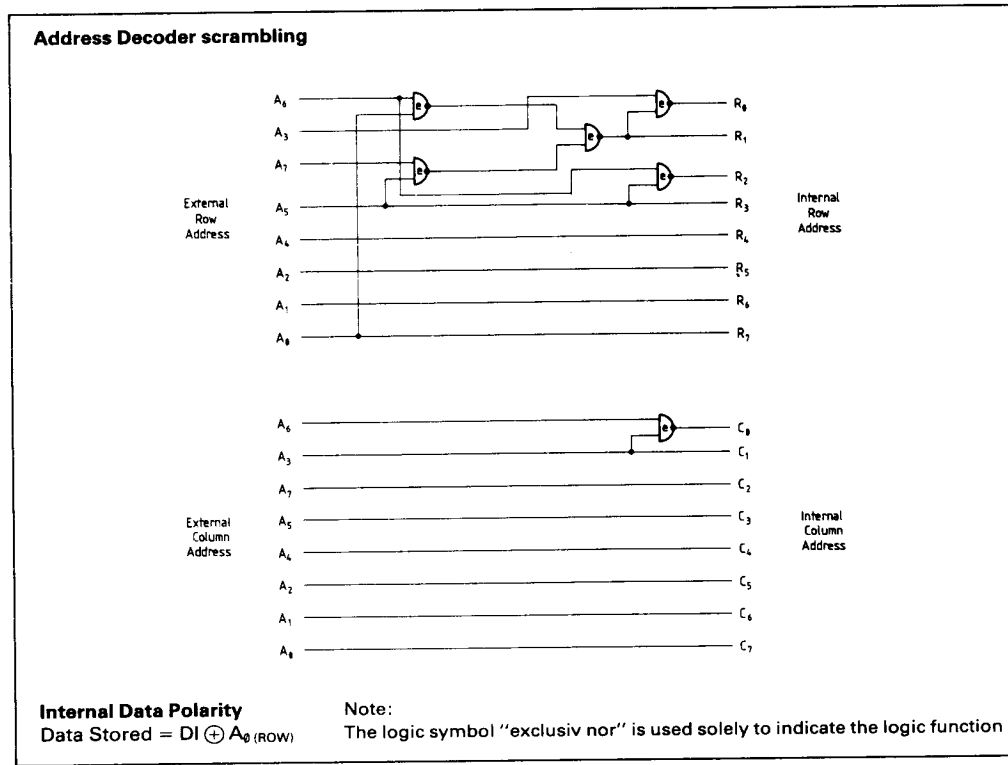 Address Decoder scrambling
A₆
A₃
A₇
A₅
A₄
A₂
A₁
A₀
External
Row
Address
e
e
e
e
e
R₀
R₁
R₂
R₃
R₄
R₅
R₆
R₇
Internal
Row
Address
A₆
A₃
A₇
A₅
A₄
A₂
A₁
A₀
External
Column
Address
e
C₀
C₁
C₂
C₃
C₄
C₅
C₆
C₇
Internal
Column
Address
Internal Data Polarity
Data Stored = DI ⊕ A₀ (ROW)
Note:
The logic symbol "exclusiv nor" is used solely to indicate the logic function